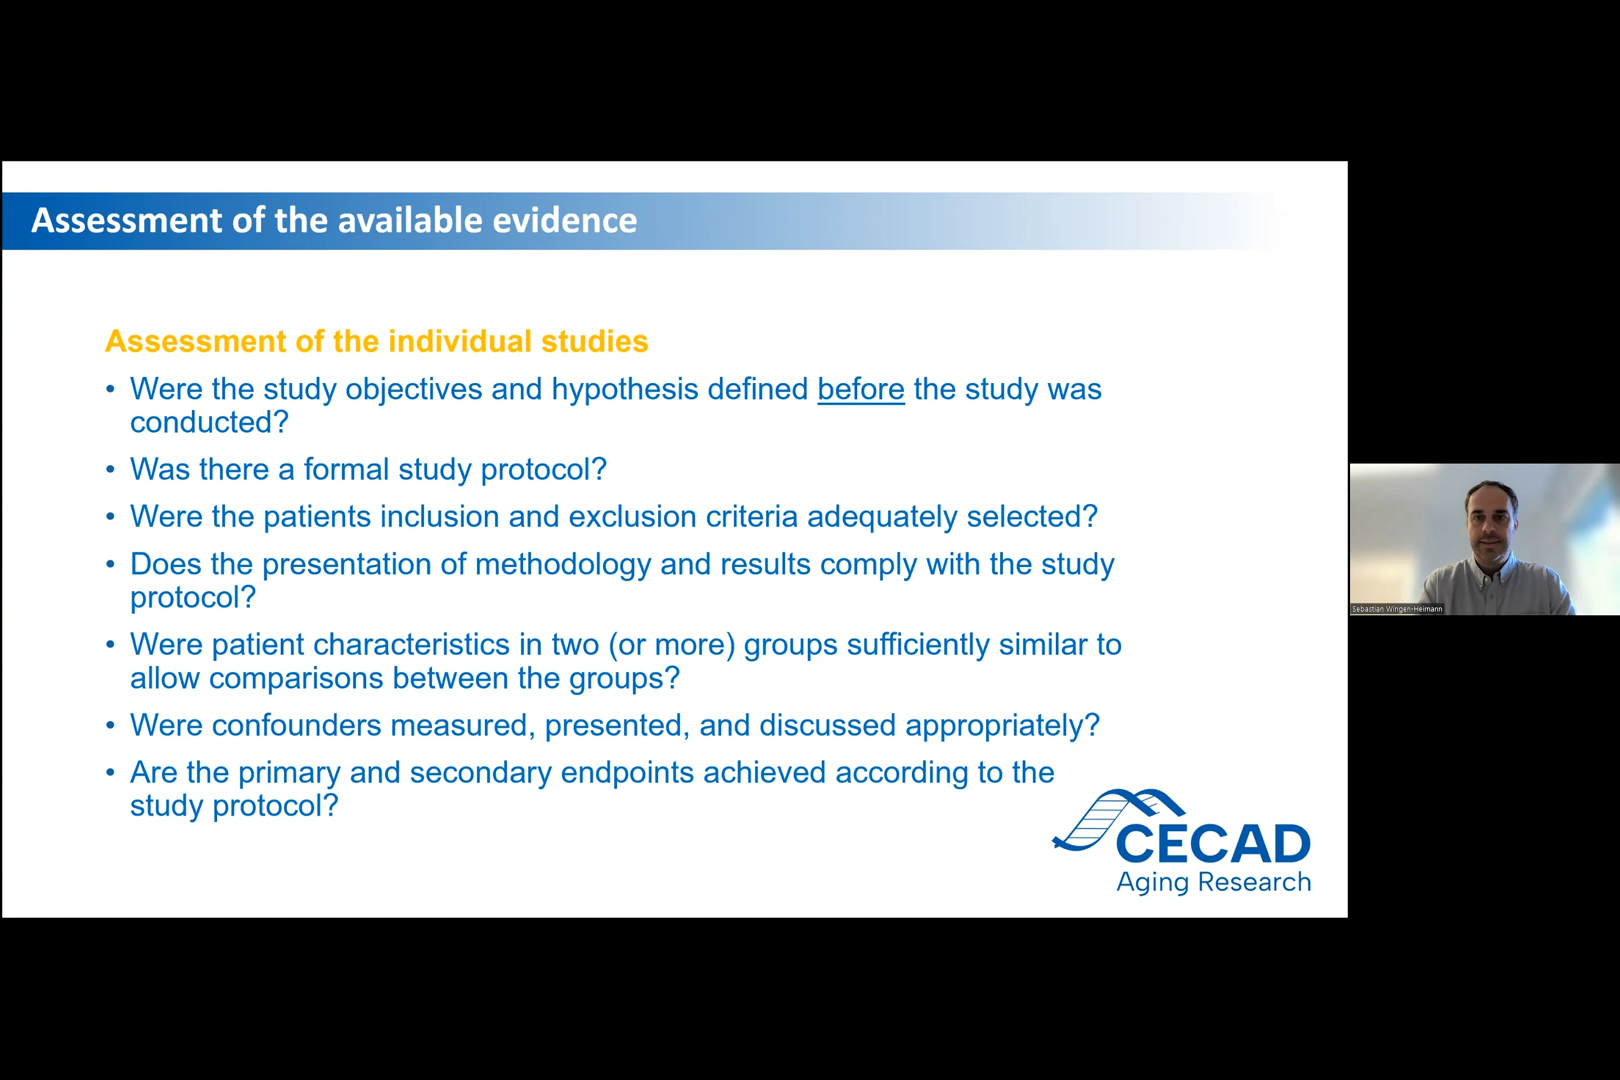 Assessment of the available evidence
Assessment of the individual studies
• Were the study objectives and hypothesis defined before the study was
conducted?
• Was there a formal study protocol?
• Were the patients inclusion and exclusion criteria adequately selected?
• Does the presentation of methodology and results comply with the study
protocol?
• Were patient characteristics in two (or more) groups sufficiently similar to
allow comparisons between the groups?
• Were confounders measured, presented, and discussed appropriately?
• Are the primary and secondary endpoints achieved according to the
study protocol?
CECAD
Aging Research
Sebastian Wingen-Heimann